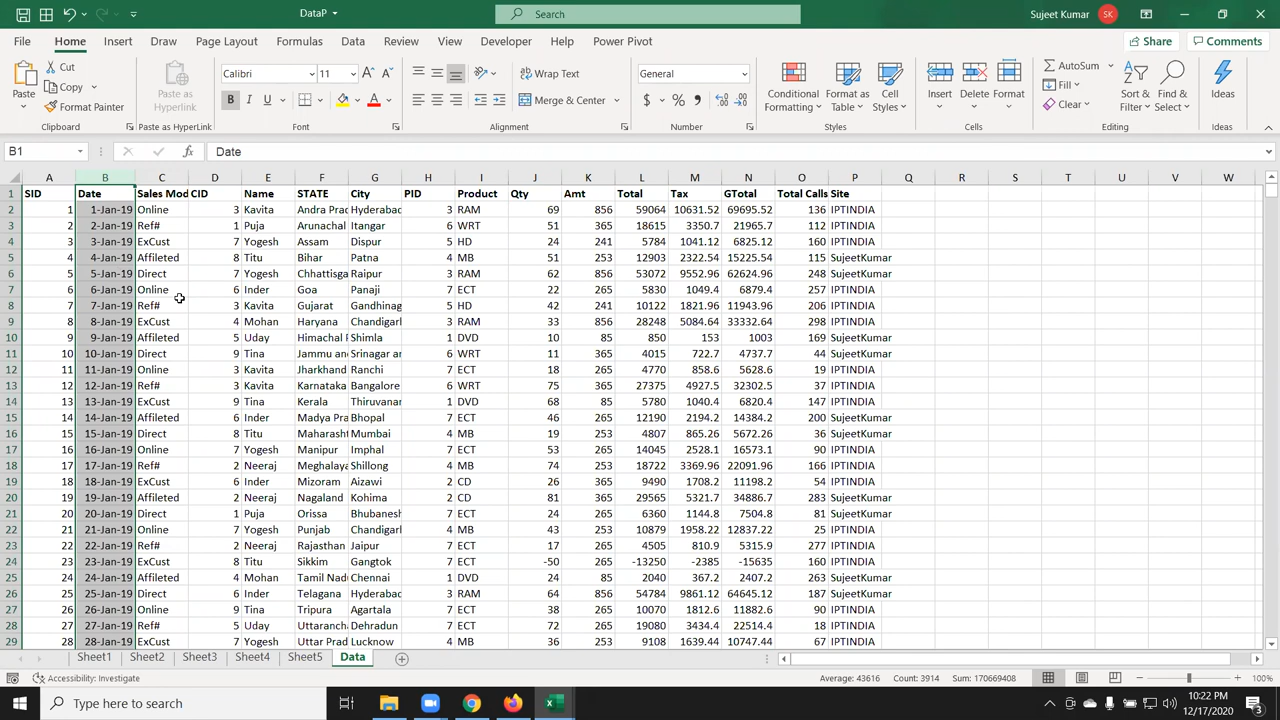 DataP
Search
Sujeet Kumar
SK
File Home Insert Draw Page Layout Formulas Data Review View Developer Help Power Pivot
Share
Comments
Paste
Cut
Copy
Format Painter
Clipboard
Paste as
Hyperlink
Paste as HyperLink
Calibri
11
B I U
Font
Wrap Text
Merge & Center
Alignment
General
$ % ,
Number
Conditional
Formatting
Format as
Table
Cell
Styles
Styles
Insert
Delete
Format
Cells
AutoSum
Fill
Clear
Sort &
Filter
Find &
Select
Editing
Ideas
Ideas
B1
fx
Date
A B C D E F G H I J K L M N O P Q R S T U V W
1 SID Date Sales Mod CID Name STATE City PID Product Qty Amt Total Tax GTotal Total Calls Site
2 1 1-Jan-19 Online 3 Kavita Andra Prad Hyderabad 3 RAM 69 856 59064 10631.52 69695.52 136 IPTINDIA
3 2 2-Jan-19 Ref# 1 Puja Arunachal Itangar 6 WRT 51 365 18615 3350.7 21965.7 112 IPTINDIA
4 3 3-Jan-19 ExCust 7 Yogesh Assam Dispur 5 HD 24 241 5784 1041.12 6825.12 160 IPTINDIA
5 4 4-Jan-19 Affileted 8 Titu Bihar Patna 4 MB 51 253 12903 2322.54 15225.54 115 SujeetKumar
6 5 5-Jan-19 Direct 7 Yogesh Chhattisga Raipur 3 RAM 62 856 53072 9552.96 62624.96 248 SujeetKumar
7 6 6-Jan-19 Online 6 Inder Goa Panaji 7 ECT 22 265 5830 1049.4 6879.4 257 IPTINDIA
8 7 7-Jan-19 Ref# 3 Kavita Gujarat Gandhinag 5 HD 42 241 10122 1821.96 11943.96 206 IPTINDIA
9 8 8-Jan-19 ExCust 4 Mohan Haryana Chandigarh 3 RAM 33 856 28248 5084.64 33332.64 298 IPTINDIA
10 9 9-Jan-19 Affileted 5 Uday Himachal P Shimla 1 DVD 10 85 850 153 1003 169 SujeetKumar
11 10 10-Jan-19 Direct 9 Tina Jammu an Srinagar an 6 WRT 11 365 4015 722.7 4737.7 44 SujeetKumar
12 11 11-Jan-19 Online 3 Kavita Jharkhand Ranchi 7 ECT 18 265 4770 858.6 5628.6 19 IPTINDIA
13 12 12-Jan-19 Ref# 3 Kavita Karnataka Bangalore 6 WRT 75 365 27375 4927.5 32302.5 37 IPTINDIA
14 13 13-Jan-19 ExCust 9 Tina Kerala Thiruvanan 1 DVD 68 85 5780 1040.4 6820.4 147 IPTINDIA
15 14 14-Jan-19 Affileted 6 Inder Madya Pra Bhopal 7 ECT 46 265 12190 2194.2 14384.2 200 SujeetKumar
16 15 15-Jan-19 Direct 8 Titu Maharasht Mumbai 4 MB 19 253 4807 865.26 5672.26 36 SujeetKumar
17 16 16-Jan-19 Online 7 Yogesh Manipur Imphal 7 ECT 53 265 14045 2528.1 16573.1 90 IPTINDIA
18 17 17-Jan-19 Ref# 2 Neeraj Meghalaya Shillong 4 MB 74 253 18722 3369.96 22091.96 166 IPTINDIA
19 18 18-Jan-19 ExCust 6 Inder Mizoram Aizawi 2 CD 26 365 9490 1708.2 11198.2 54 IPTINDIA
20 19 19-Jan-19 Affileted 2 Neeraj Nagaland Kohima 2 CD 81 365 29565 5321.7 34886.7 283 SujeetKumar
21 20 20-Jan-19 Direct 1 Puja Orissa Bhubanesh 7 ECT 24 265 6360 1144.8 7504.8 81 SujeetKumar
22 21 21-Jan-19 Online 7 Yogesh Punjab Chandigarh 4 MB 43 253 10879 1958.22 12837.22 25 IPTINDIA
23 22 22-Jan-19 Ref# 2 Neeraj Rajasthan Jaipur 7 ECT 17 265 4505 810.9 5315.9 277 IPTINDIA
24 23 23-Jan-19 ExCust 8 Titu Sikkim Gangtok 7 ECT -50 265 -13250 -2385 -15635 160 IPTINDIA
25 24 24-Jan-19 Affileted 4 Mohan Tamil Nad Chennai 1 DVD 24 85 2040 367.2 2407.2 263 SujeetKumar
26 25 25-Jan-19 Direct 6 Inder Telagana Hyderabad 3 RAM 64 856 54784 9861.12 64645.12 187 SujeetKumar
27 26 26-Jan-19 Online 9 Tina Tripura Agartala 7 ECT 38 265 10070 1812.6 11882.6 90 IPTINDIA
28 27 27-Jan-19 Ref# 5 Uday Uttarancha Dehradun 7 ECT 72 265 19080 3434.4 22514.4 18 IPTINDIA
29 28 28-Jan-19 ExCust 7 Yogesh Uttar Prad Lucknow 4 MB 36 253 9108 1639.44 10747.44 67 IPTINDIA
Sheet1 Sheet2 Sheet3 Sheet4 Sheet5 Data
Accessibility: Investigate
Average: 43616 Count: 3914 Sum: 170669408
100%
Type here to search
10:22 PM
12/17/2020
3